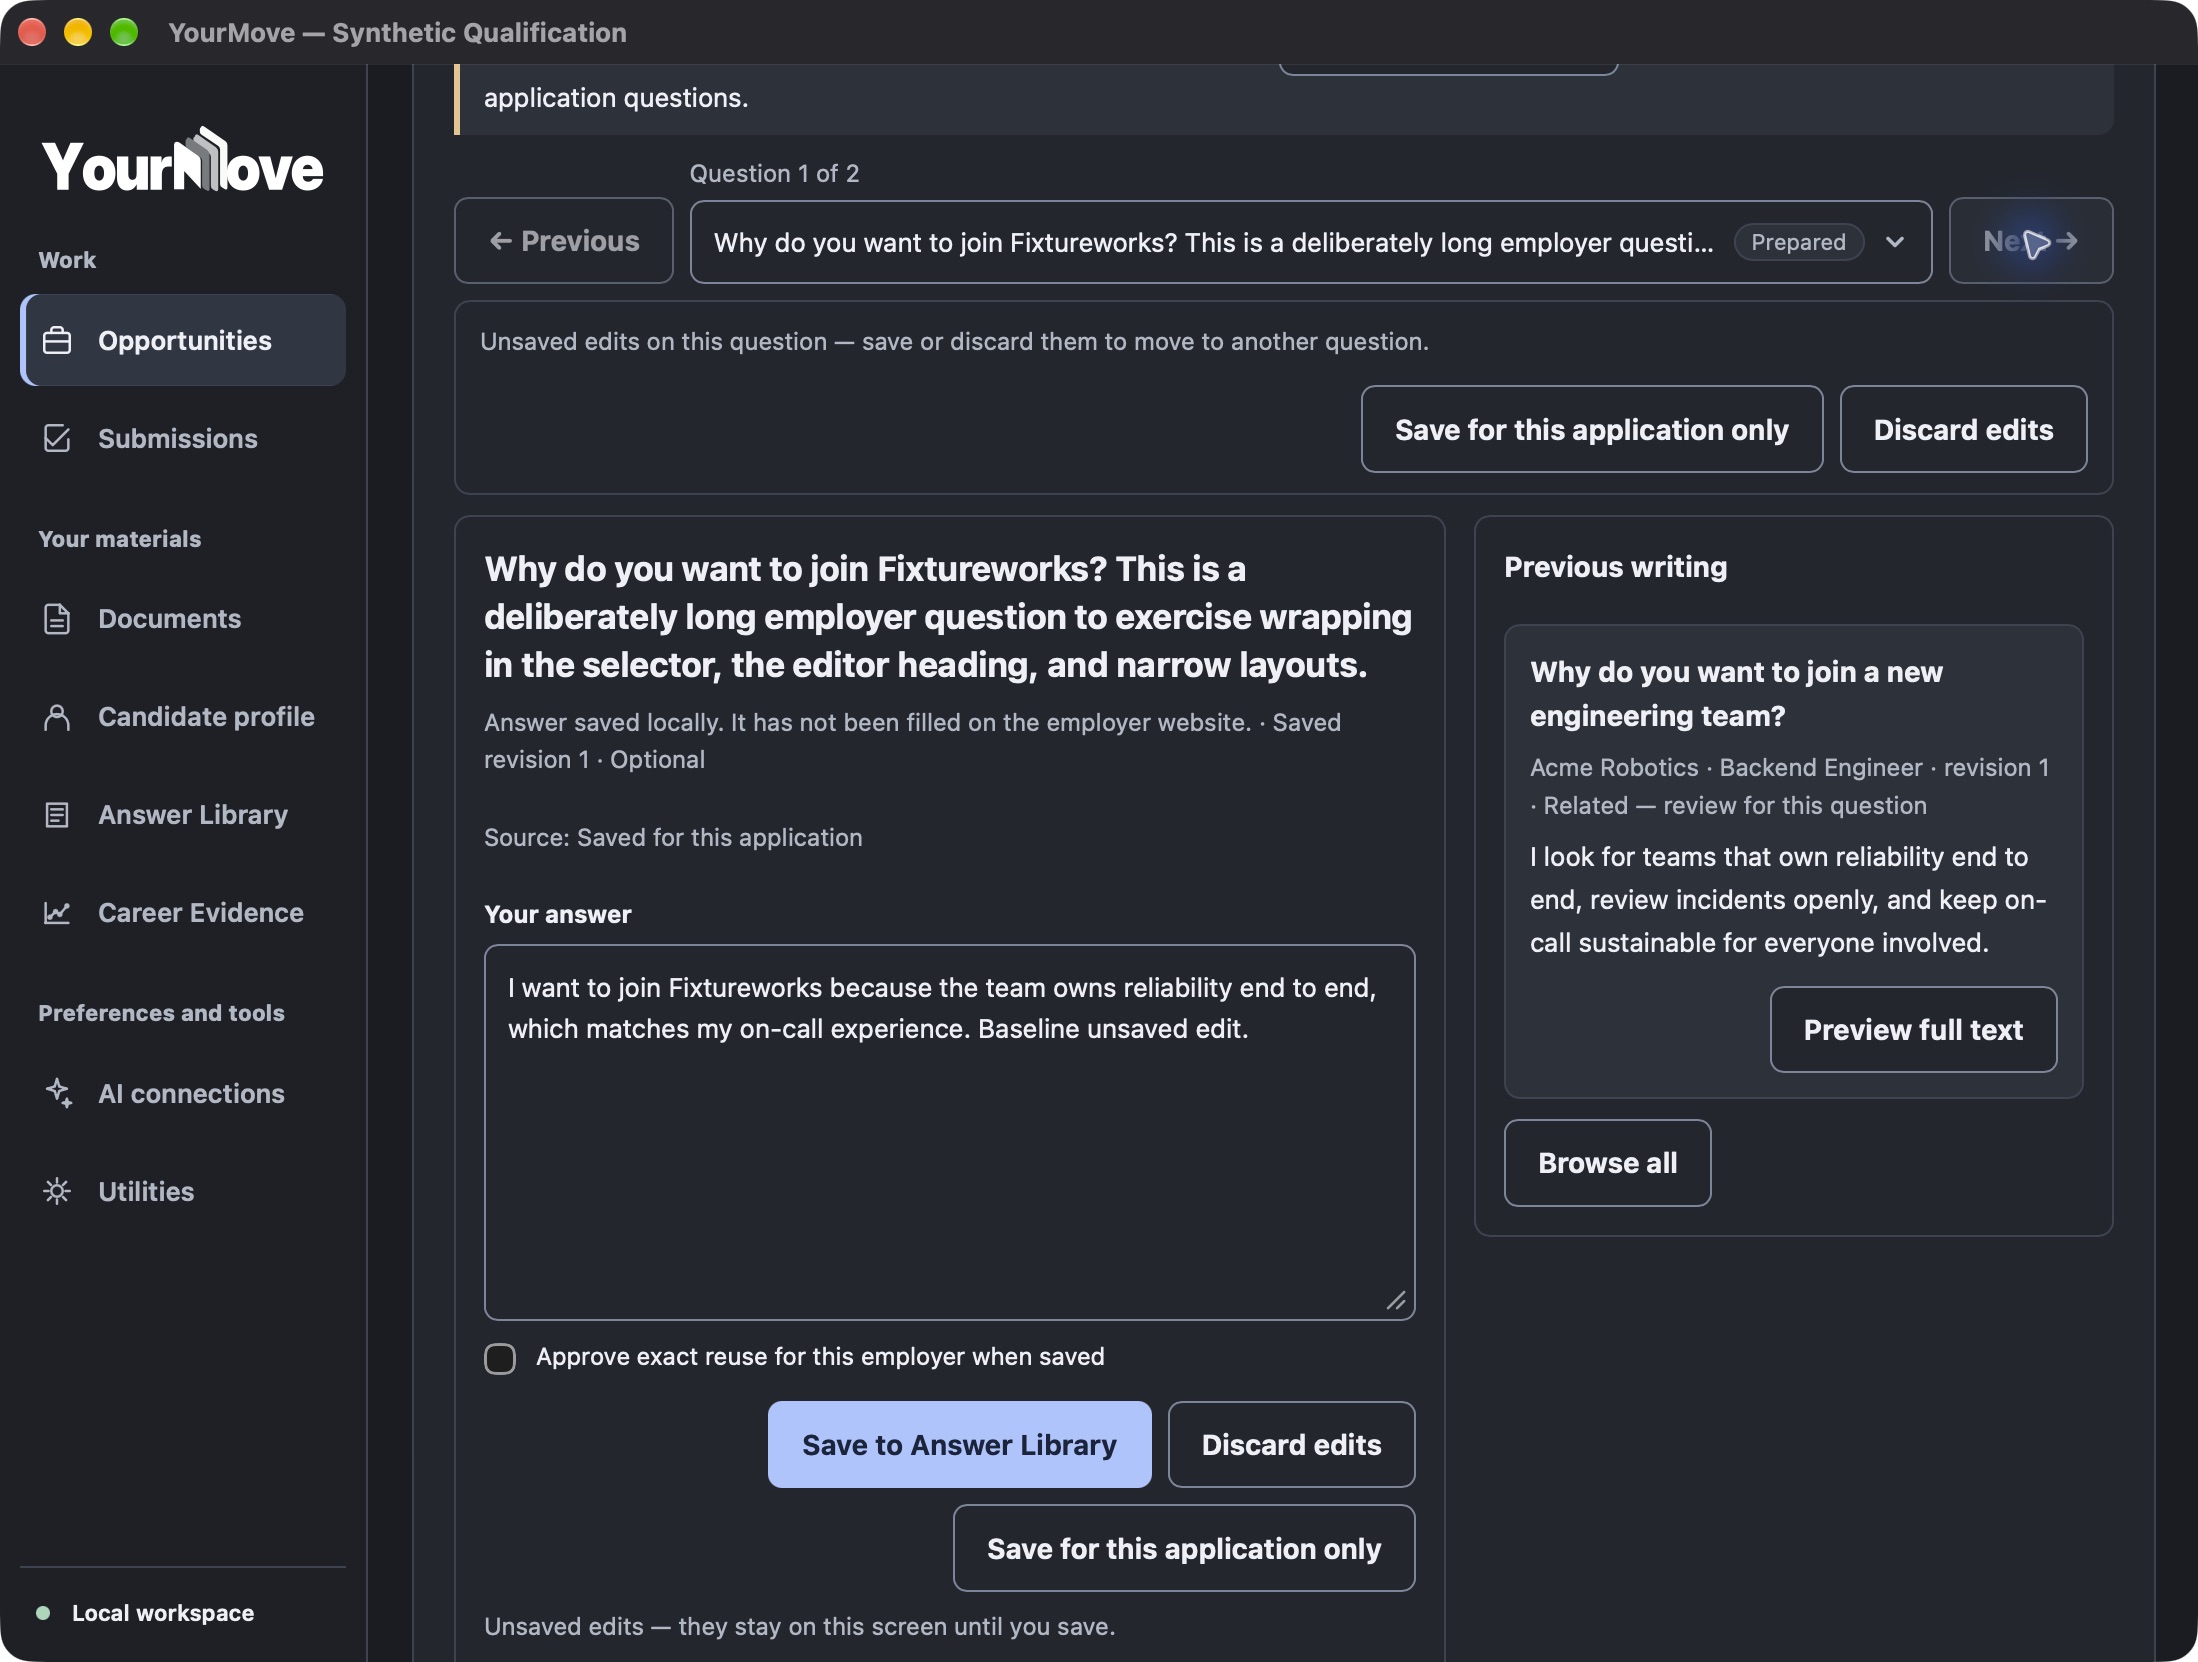 YourMove — Synthetic Qualification
YourMove
Work
Opportunities
Submissions
Your materials
Documents
Candidate profile
Answer Library
Career Evidence
Preferences and tools
AI connections
Utilities
Local workspace
application questions.
Question 1 of 2
← Previous
Why do you want to join Fixtureworks? This is a deliberately long employer questi...
Prepared
Unsaved edits on this question — save or discard them to move to another question.
Save for this application only
Discard edits
Why do you want to join Fixtureworks? This is a
deliberately long employer question to exercise wrapping
in the selector, the editor heading, and narrow layouts.
Answer saved locally. It has not been filled on the employer website. · Saved
revision 1 · Optional
Source: Saved for this application
Your answer
I want to join Fixtureworks because the team owns reliability end to end,
which matches my on-call experience. Baseline unsaved edit.
Approve exact reuse for this employer when saved
Save to Answer Library
Discard edits
Save for this application only
Unsaved edits — they stay on this screen until you save.
Previous writing
Why do you want to join a new
engineering team?
Acme Robotics · Backend Engineer · revision 1
· Related — review for this question
I look for teams that own reliability end to
end, review incidents openly, and keep on-
call sustainable for everyone involved.
Preview full text
Browse all